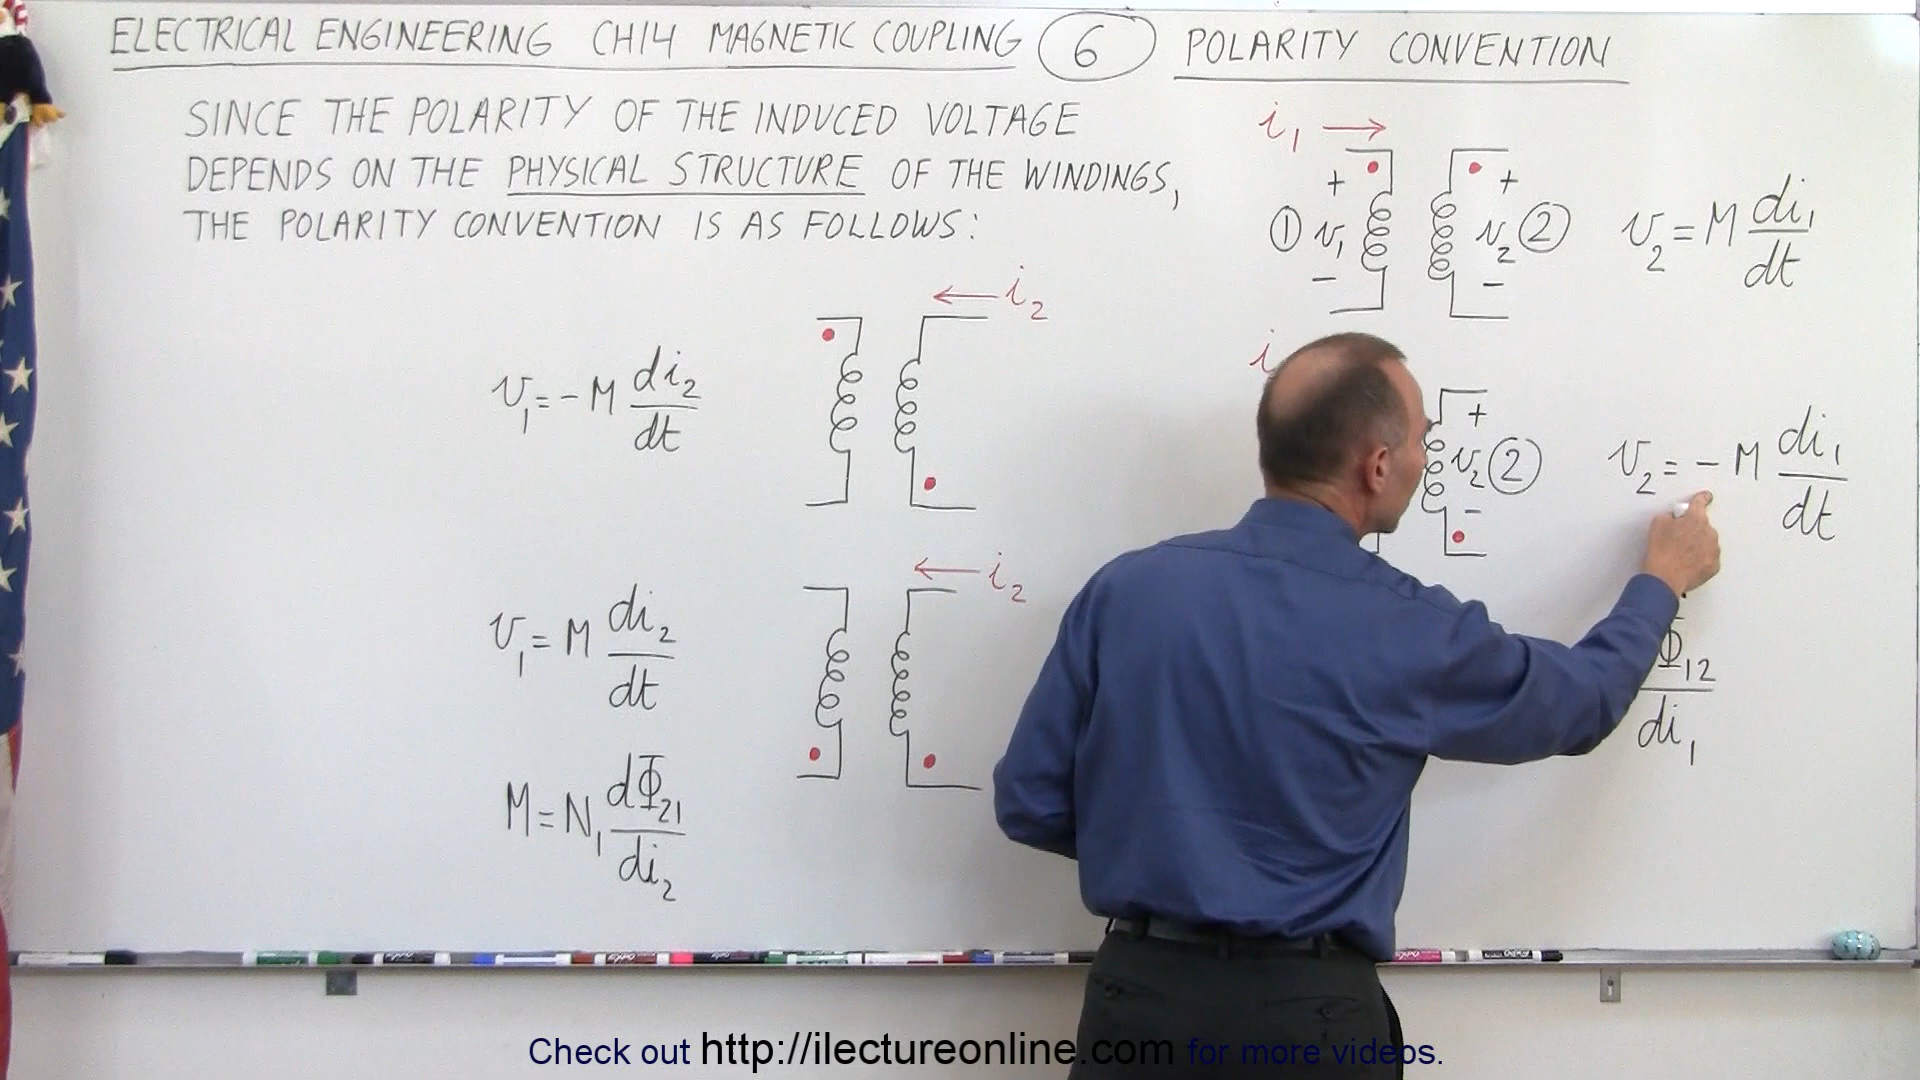 ELECTRICAL ENGINEERING CH14 MAGNETIC COUPLING 6 POLARITY CONVENTION
SINCE THE POLARITY OF THE INDUCED VOLTAGE
DEPENDS ON THE PHYSICAL STRUCTURE OF THE WINDINGS,
THE POLARITY CONVENTION IS AS FOLLOWS:
i₁ →
+ +
① v₁ v₂ ② v₂ = M di₁/dt
− −
← i₂
v₁ = - M di₂/dt
i
+
v₂ ② v₂ = - M di₁/dt
−
← i₂
v₁ = M di₂/dt
Φ₁₂/di₁
M = N₁ dΦ₂₁/di₂
Check out http://ilectureonline.com for more videos.